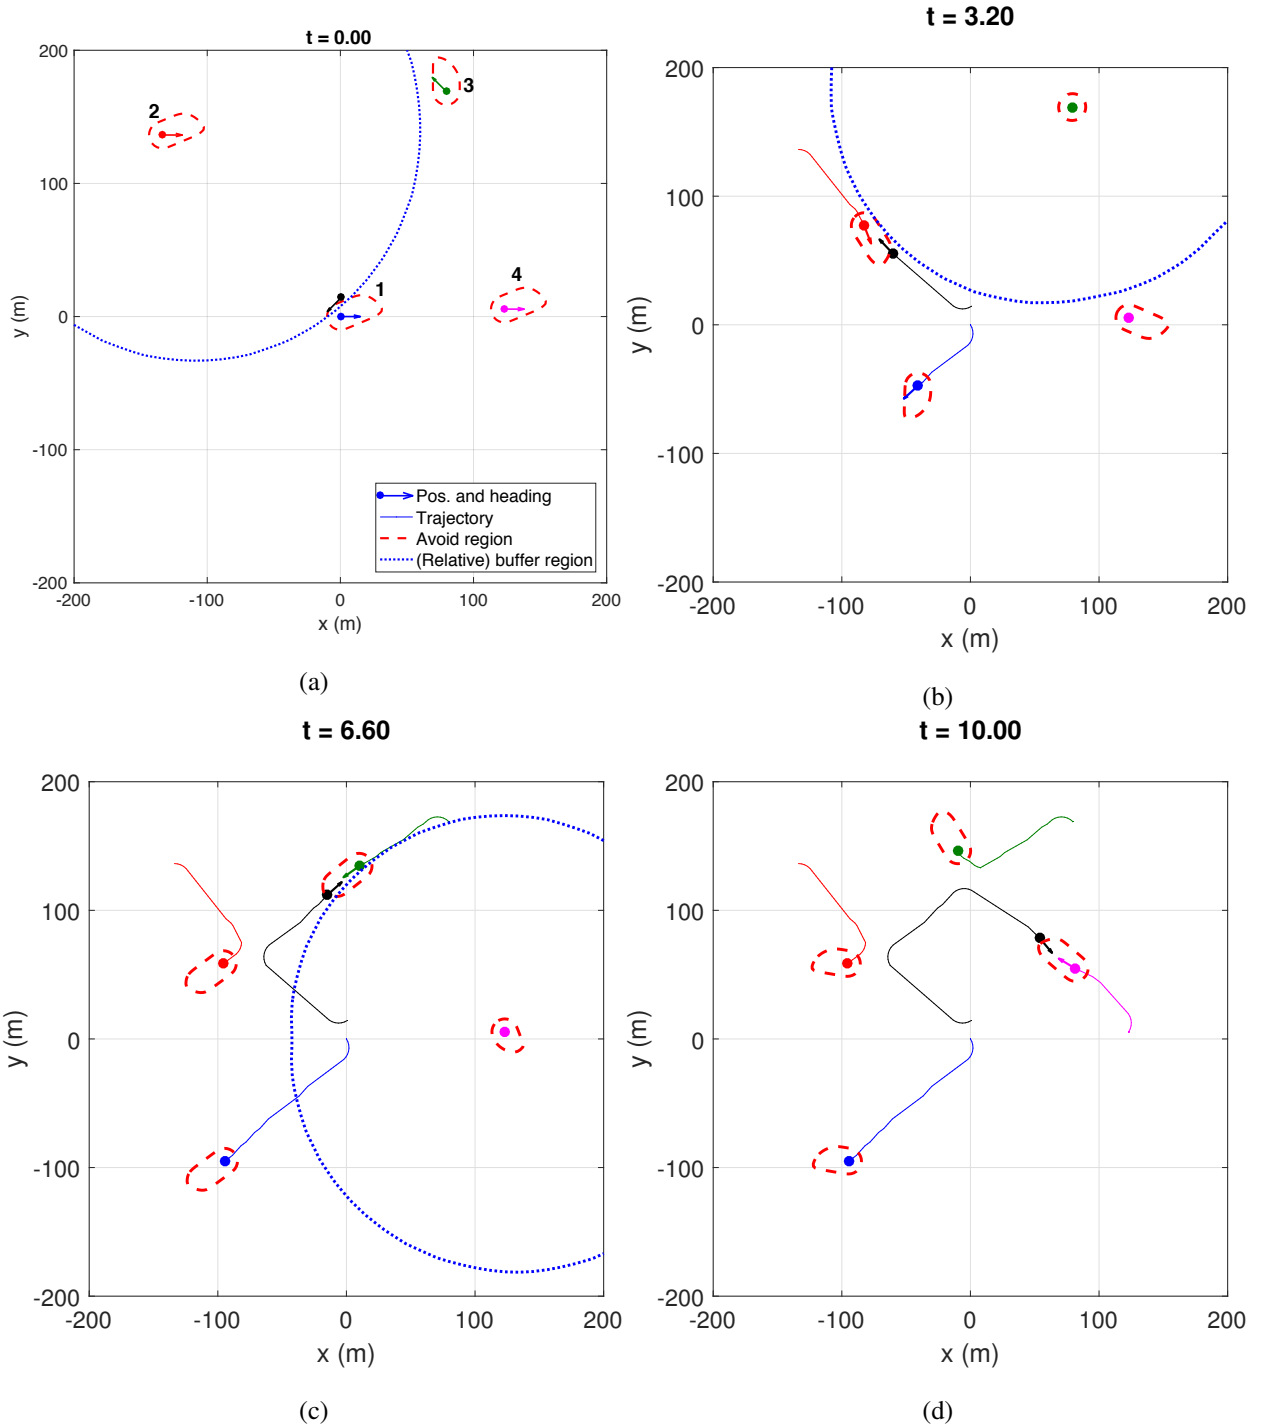 t = 0.00
200
100
0
-100
-200
-200
-100
0
100
200
x (m)
y (m)
1
2
3
4
Pos. and heading
Trajectory
Avoid region
(Relative) buffer region
(a)
t = 3.20
200
100
0
-100
-200
-200
-100
0
100
200
x (m)
y (m)
(b)
t = 6.60
200
100
0
-100
-200
-200
-100
0
100
200
x (m)
y (m)
(c)
t = 10.00
200
100
0
-100
-200
-200
-100
0
100
200
x (m)
y (m)
(d)